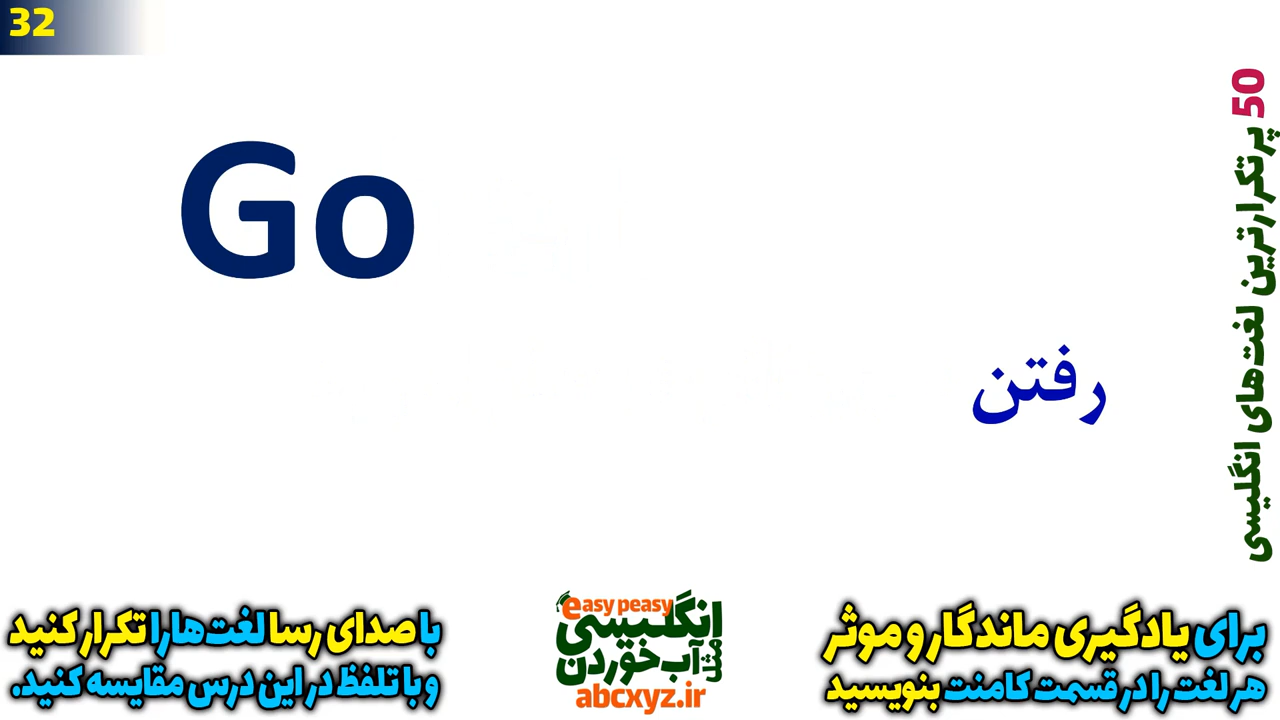 32
Go
رفتن
50 پرتکرارترین لغت‌های انگلیسی
برای یادگیری ماندگار و موثر
هر لغت را در قسمت کامنت بنویسید
easy peasy
انگلیسی
مثل آب خوردن
abcxyz.ir
با صدای رسا لغت‌ها را تکرار کنید
و با تلفظ در این درس مقایسه کنید.